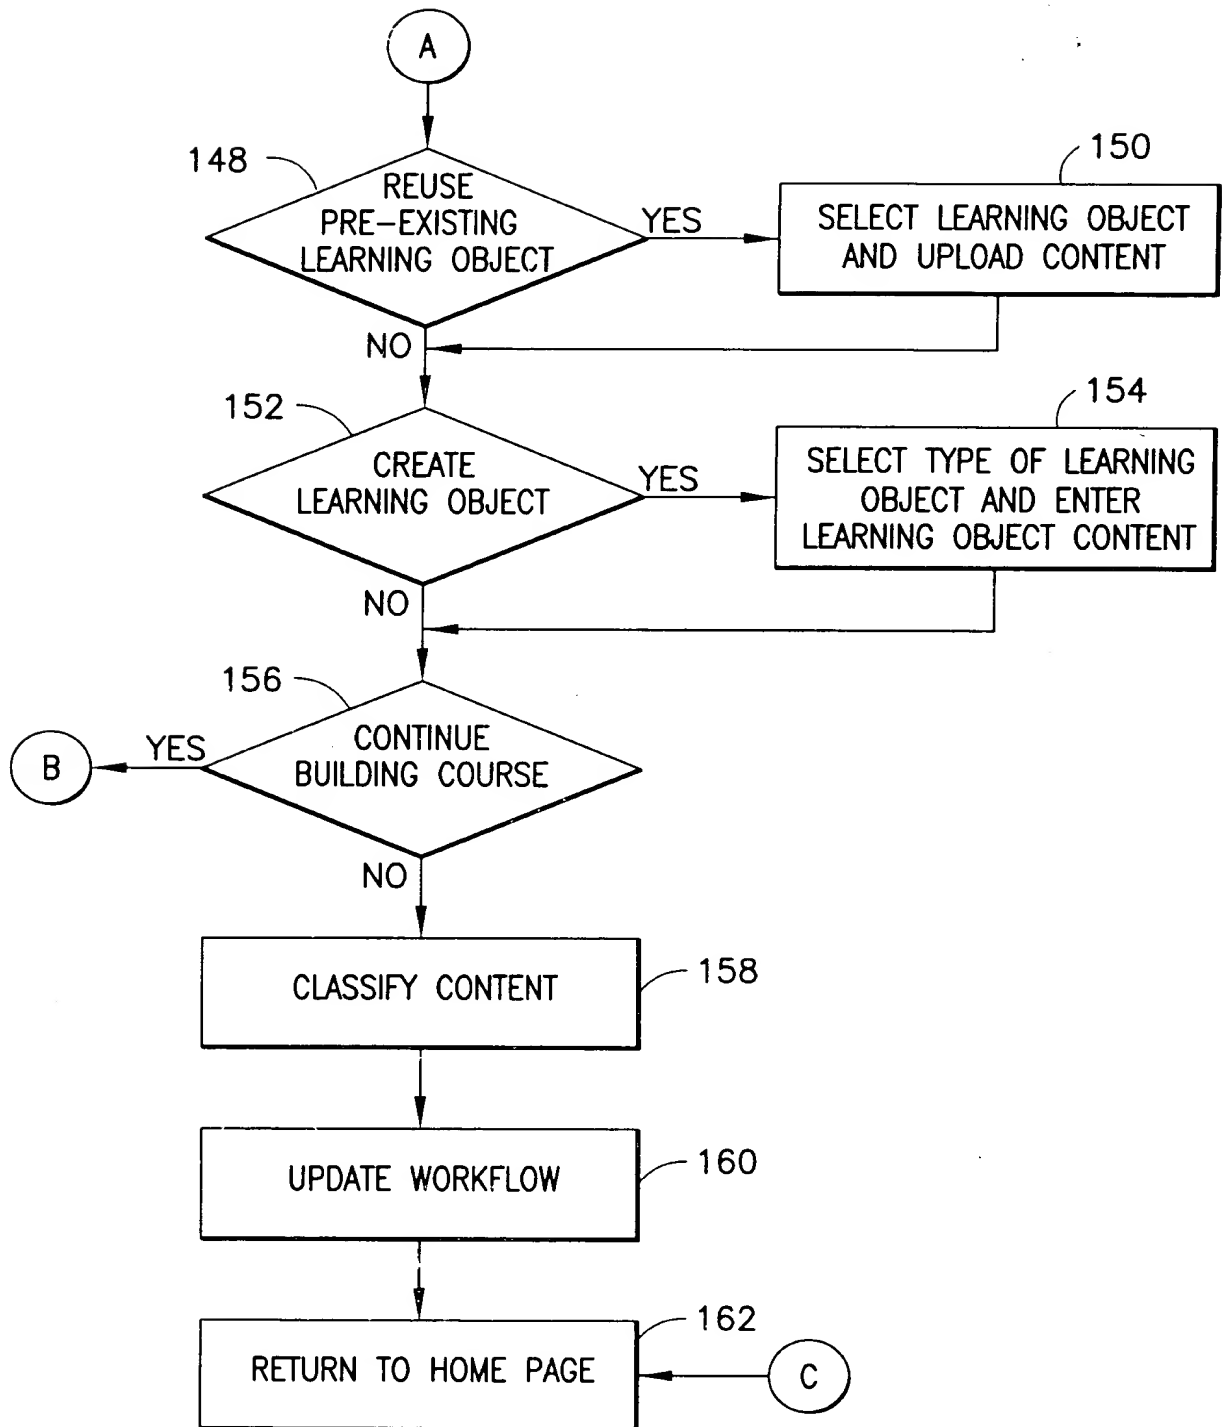 A
148
REUSE
PRE-EXISTING
LEARNING OBJECT
YES
150
SELECT LEARNING OBJECT
AND UPLOAD CONTENT
NO
152
CREATE
LEARNING OBJECT
YES
154
SELECT TYPE OF LEARNING
OBJECT AND ENTER
LEARNING OBJECT CONTENT
NO
156
CONTINUE
BUILDING COURSE
YES
B
NO
CLASSIFY CONTENT
158
UPDATE WORKFLOW
160
RETURN TO HOME PAGE
162
C